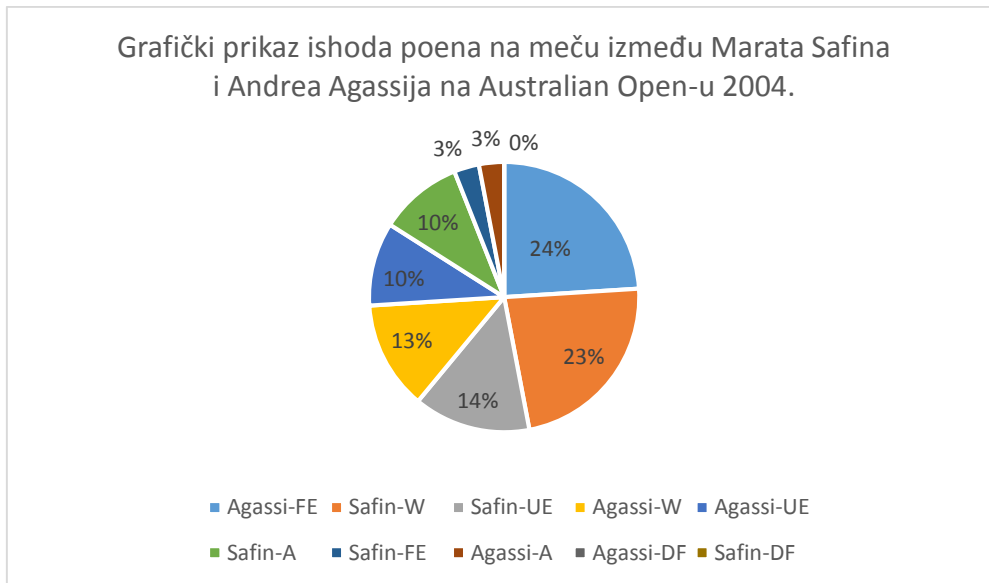 Grafički prikaz ishoda poena na meču između Marata Safina
i Andrea Agassija na Australian Open-u 2004.
3%
3%
0%
10%
24%
10%
13%
23%
14%
Agassi-FE Safin-W Safin-UE Agassi-W Agassi-UE
Safin-A Safin-FE Agassi-A Agassi-DF Safin-DF